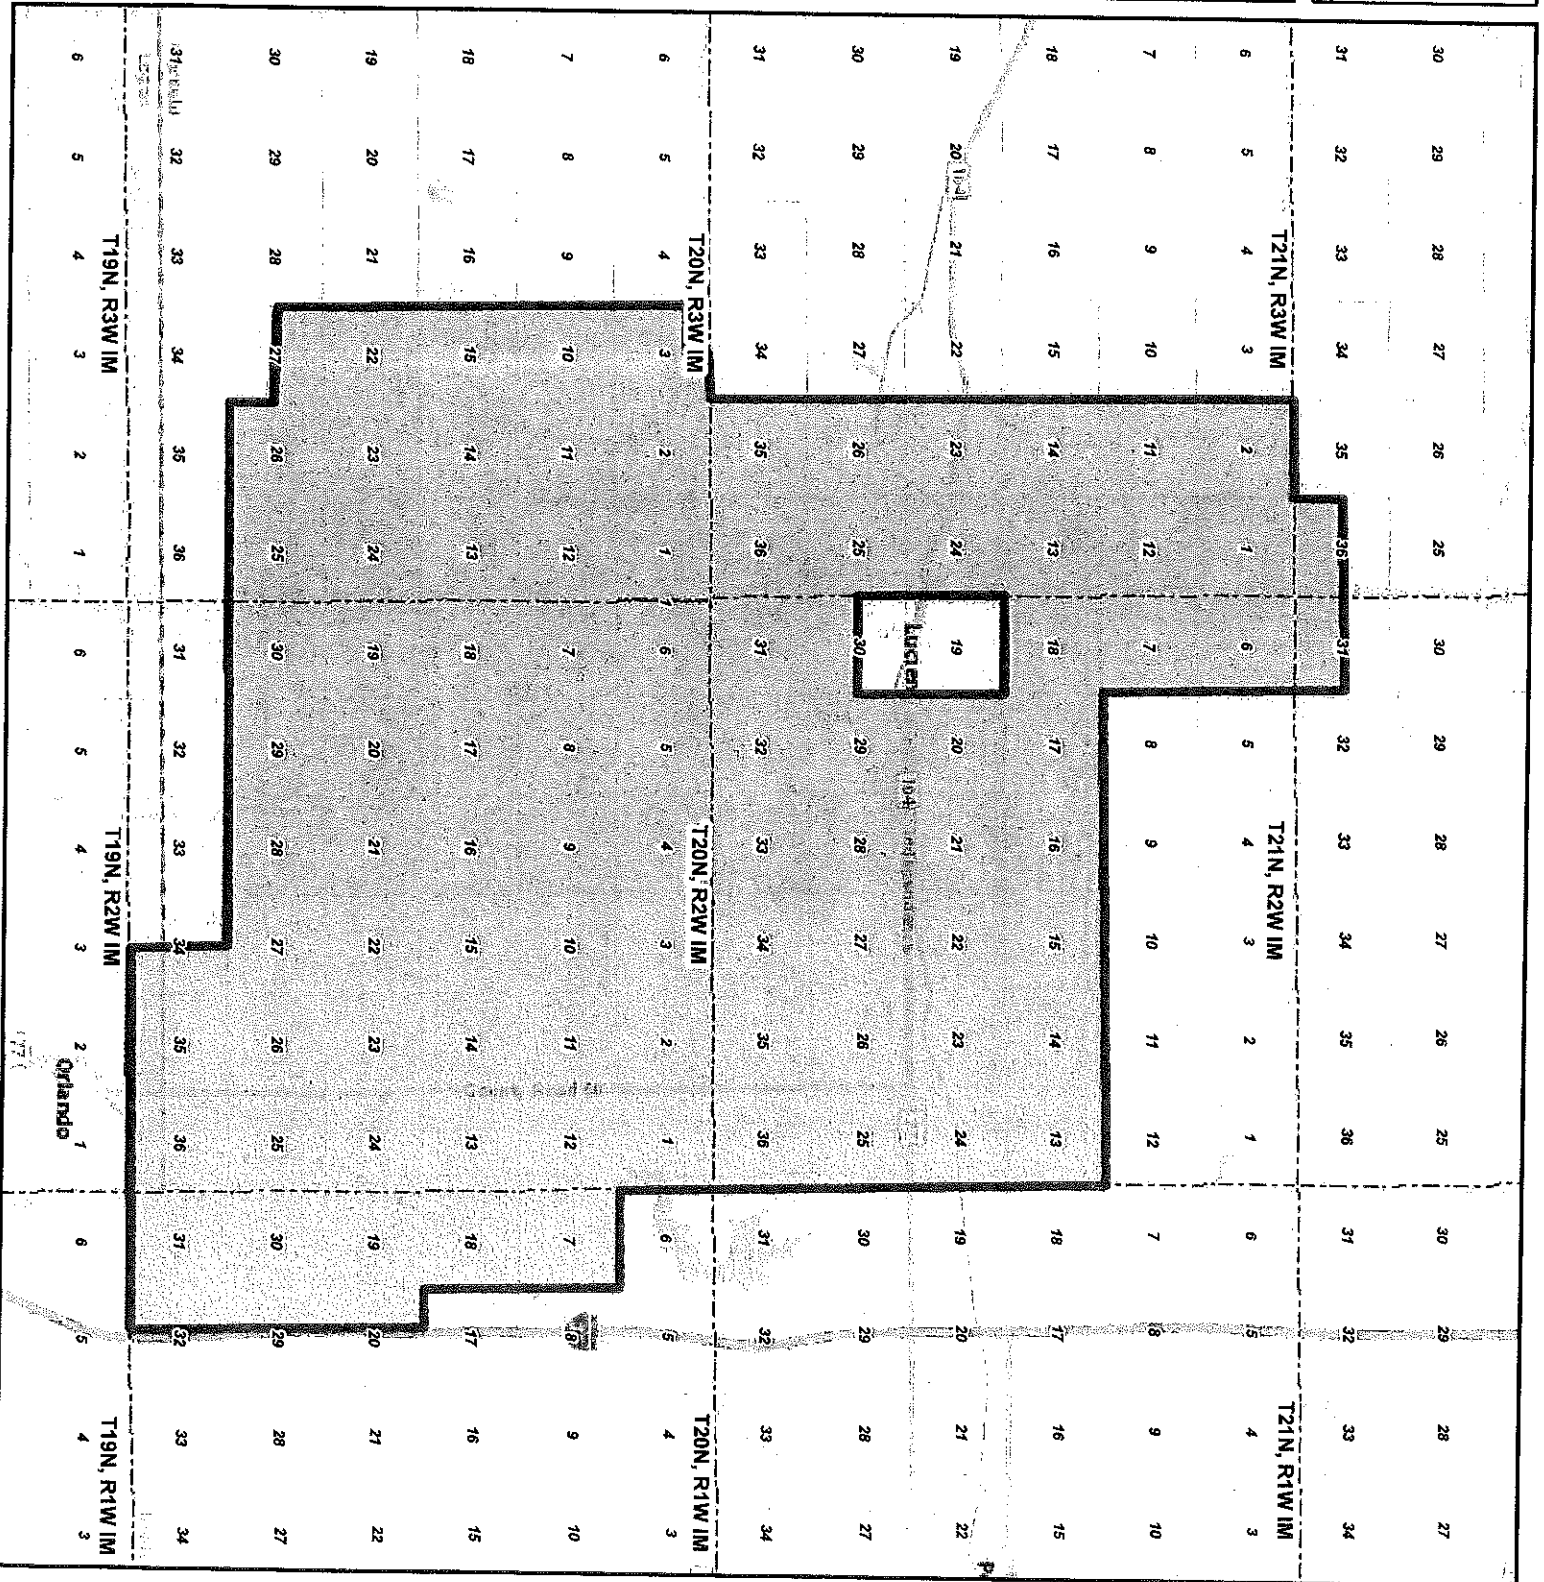 30 29 28 27 26 25 30 29 28 27 26 25 30 29 28 27
31 32 33 34 35 36 31 32 33 34 35 36 31 32 33 34
T21N, R3W IM T21N, R2W IM T21N, R1W IM
6 5 4 3 2 1 6 5 4 3 2 1 6 5 4 3
7 8 9 10 11 12 7 8 9 10 11 12 7 8 9 10
18 17 16 15 14 13 18 17 16 15 14 13 18 17 16 15
P
19 20 21 22 23 24 19 20 21 22 23 24 19 20 21 22
Lucien
30 29 28 27 26 25 30 29 28 27 26 25 30 29 28 27
31 32 33 34 35 36 31 32 33 34 35 36 31 32 33 34
T20N, R3W IM T20N, R2W IM T20N, R1W IM
6 5 4 3 2 1 6 5 4 3 2 1 6 5 4 3
7 8 9 10 11 12 7 8 9 10 11 12 7 8 9 10
18 17 16 15 14 13 18 17 16 15 14 13 18 17 16 15
19 20 21 22 23 24 19 20 21 22 23 24 19 20 21 22
30 29 28 27 26 25 30 29 28 27 26 25 30 29 28 27
31 32 33 34 35 36 31 32 33 34 35 36 31 32 33 34
T19N, R3W IM T19N, R2W IM T19N, R1W IM
6 5 4 3 2 1 6 5 4 3 2 1 6 5 4 3
Orlando